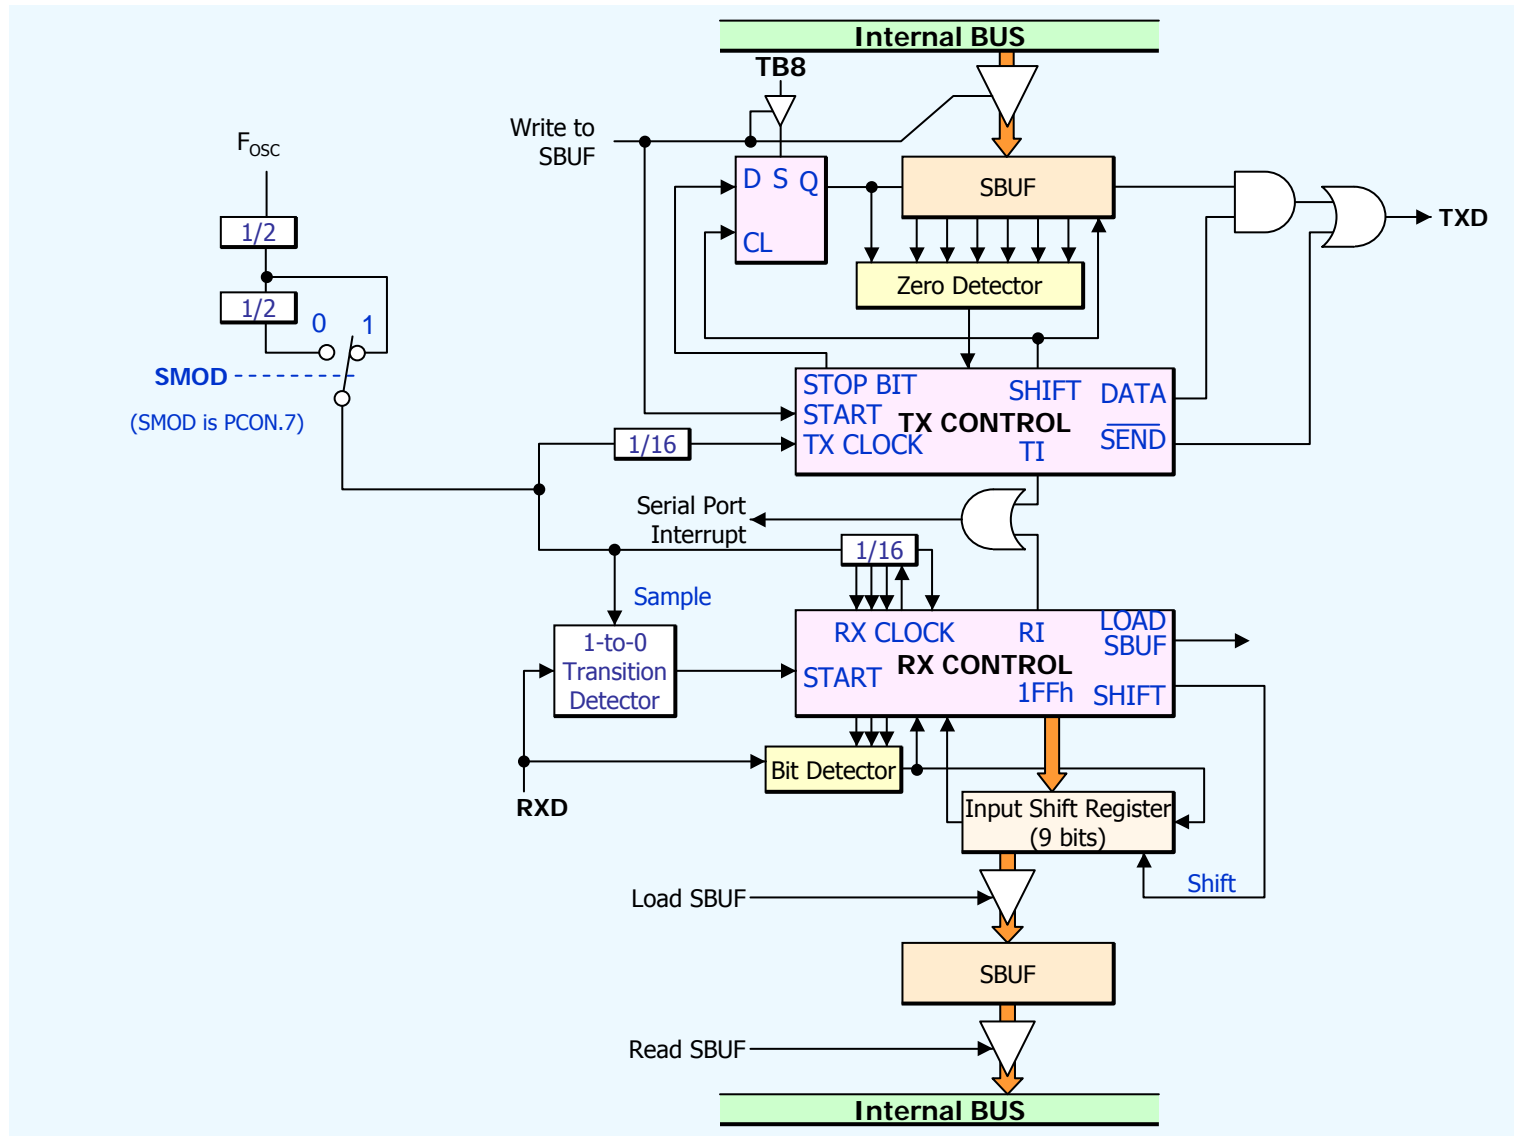 Internal BUS
TB8
Write to
SBUF
F_OSC
D S Q
CL
SBUF
TXD
1/2
Zero Detector
1/2
0 1
SMOD
(SMOD is PCON.7)
STOP BIT
SHIFT
DATA
START
TX CONTROL
TX CLOCK
TI
SEND
1/16
Serial Port
Interrupt
1/16
Sample
1-to-0
Transition
Detector
RX CLOCK
RI
LOAD
SBUF
START
RX CONTROL
1FFh
SHIFT
Bit Detector
RXD
Input Shift Register
(9 bits)
Shift
Load SBUF
SBUF
Read SBUF
Internal BUS